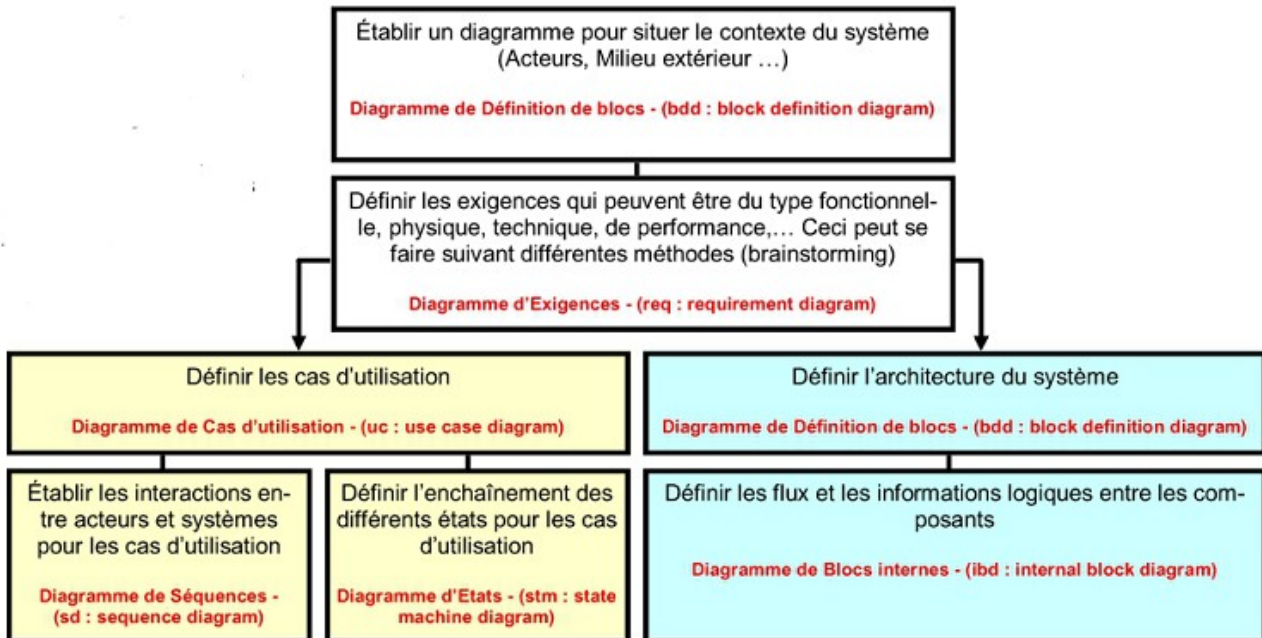 Établir un diagramme pour situer le contexte du système
(Acteurs, Milieu extérieur …)
Diagramme de Définition de blocs - (bdd : block definition diagram)
Définir les exigences qui peuvent être du type fonctionnel-
le, physique, technique, de performance,… Ceci peut se
faire suivant différentes méthodes (brainstorming)
Diagramme d'Exigences - (req : requirement diagram)
Définir les cas d'utilisation
Diagramme de Cas d'utilisation - (uc : use case diagram)
Définir l'architecture du système
Diagramme de Définition de blocs - (bdd : block definition diagram)
Établir les interactions en-
tre acteurs et systèmes
pour les cas d'utilisation
Diagramme de Séquences -
(sd : sequence diagram)
Définir l'enchaînement des
différents états pour les cas
d'utilisation
Diagramme d'Etats - (stm : state
machine diagram)
Définir les flux et les informations logiques entre les com-
posants
Diagramme de Blocs internes - (ibd : internal block diagram)